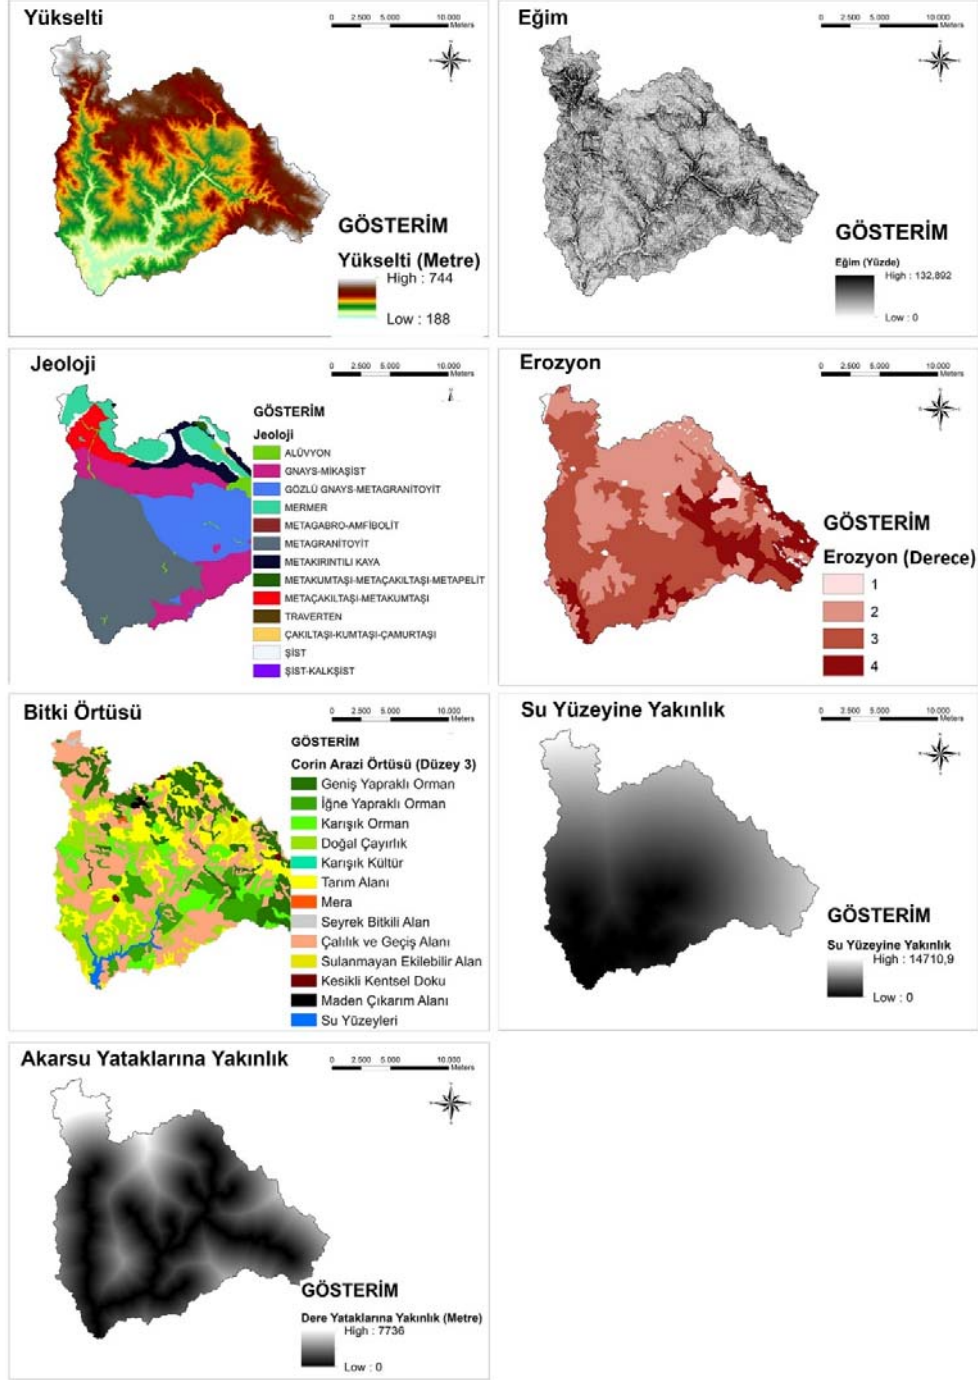 Yükselti
0 2.500 5.000 10.000
Meters
GÖSTERİM
Yükselti (Metre)
High : 744
Low : 188
Eğim
0 2.500 5.000 10.000
Meters
GÖSTERİM
Eğim (Yüzde)
High : 132,892
Low : 0
Jeoloji
0 2.500 5.000 10.000
Meters
GÖSTERİM
Jeoloji
ALÜVYON
GNAYS-MİKAŞİST
GÖZLÜ GNAYS-METAGRANİTOYİT
MERMER
METAGABRO-AMFİBOLİT
METAGRANİTOYİT
METAKIRINTILI KAYA
METAKUMTAŞI-METAÇAKILTAŞI-METAPELİT
METAÇAKILTAŞI-METAKUMTAŞI
TRAVERTEN
ÇAKILTAŞI-KUMTAŞI-ÇAMURTAŞI
ŞİST
ŞİST-KALKŞİST
Erozyon
0 2.500 5.000 10.000
Meters
GÖSTERİM
Erozyon (Derece)
1
2
3
4
Bitki Örtüsü
0 2.500 5.000 10.000
Meters
GÖSTERİM
Corin Arazi Örtüsü (Düzey 3)
Geniş Yapraklı Orman
İğne Yapraklı Orman
Karışık Orman
Doğal Çayırlık
Karışık Kültür
Tarım Alanı
Mera
Seyrek Bitkili Alan
Çalılık ve Geçiş Alanı
Sulanmayan Ekilebilir Alan
Kesikli Kentsel Doku
Maden Çıkarım Alanı
Su Yüzeyleri
Su Yüzeyine Yakınlık
0 2.500 5.000 10.000
Meters
GÖSTERİM
Su Yüzeyine Yakınlık
High : 14710,9
Low : 0
Akarsu Yataklarına Yakınlık
0 2.500 5.000 10.000
Meters
GÖSTERİM
Dere Yataklarına Yakınlık (Metre)
High : 7736
Low : 0